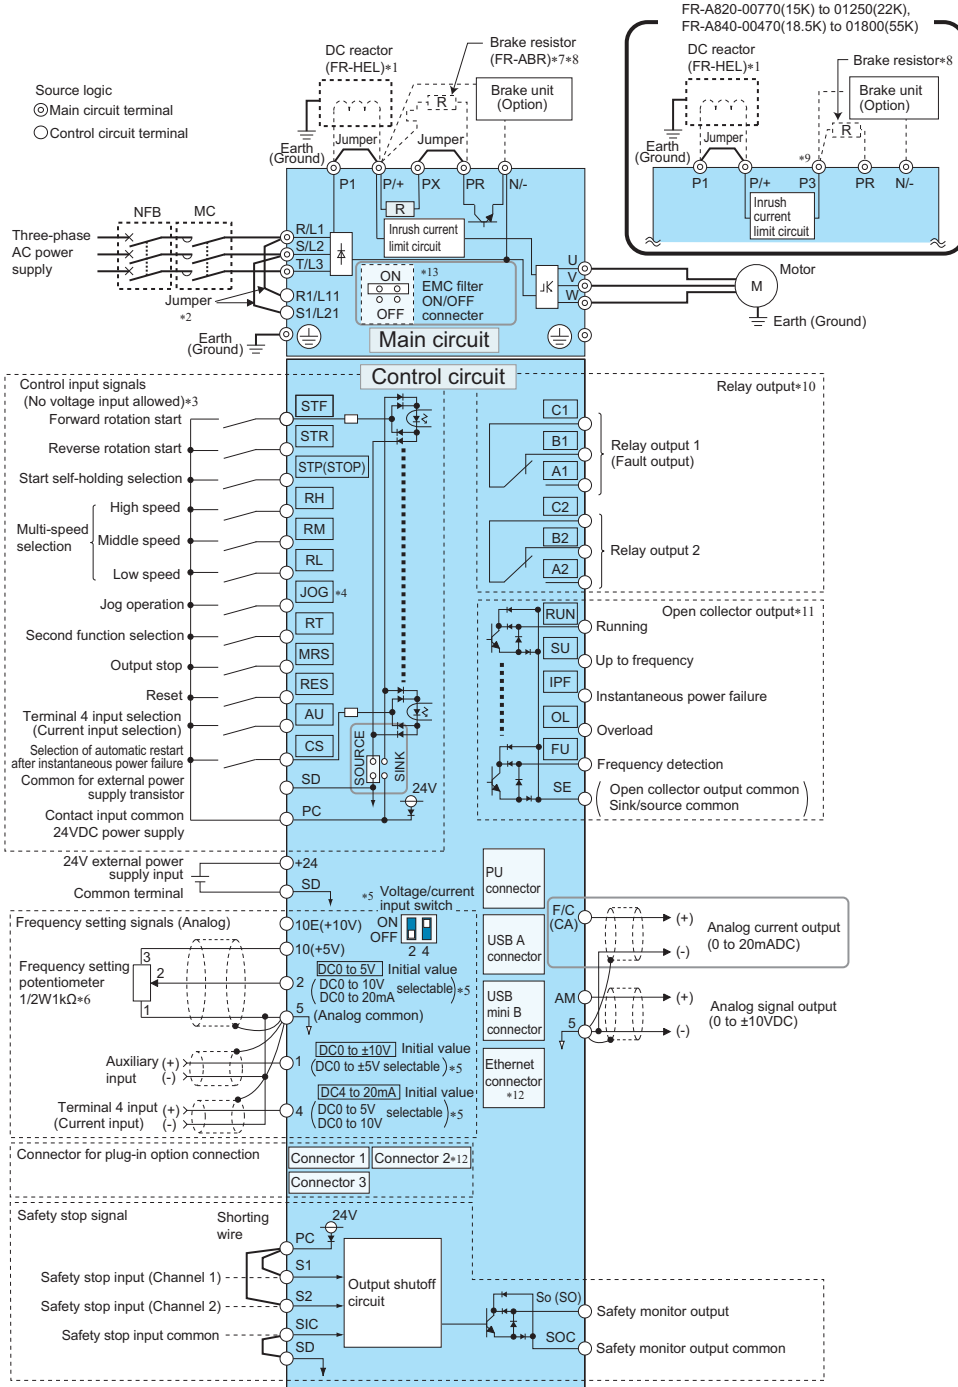 FR-A820-00770(15K) to 01250(22K),
FR-A840-00470(18.5K) to 01800(55K)
DC reactor
(FR-HEL)*1
Brake resistor*8
Brake unit
(Option)
R
Jumper
Earth
(Ground)
*9
P1 P/+ P3 PR N/-
Inrush
current
limit circuit
Source logic
Main circuit terminal
Control circuit terminal
DC reactor
(FR-HEL)*1
Brake resistor
(FR-ABR)*7*8
Brake unit
(Option)
R
Earth
(Ground)
Jumper
Jumper
P1 P/+ PX PR N/-
R
Inrush current
limit circuit
NFB MC
Three-phase
AC power
supply
R/L1
S/L2
T/L3
R1/L11
S1/L21
Jumper
*2
Earth
(Ground)
ON
OFF
*13
EMC filter
ON/OFF
connecter
U
V
W
Motor
M
Earth (Ground)
Main circuit
Control circuit
Control input signals
(No voltage input allowed)*3
Forward rotation start
STF
Reverse rotation start
STR
Start self-holding selection
STP(STOP)
Multi-speed
selection
High speed
RH
Middle speed
RM
Low speed
RL
Jog operation
JOG *4
Second function selection
RT
Output stop
MRS
Reset
RES
Terminal 4 input selection
(Current input selection)
AU
Selection of automatic restart
after instantaneous power failure
CS
Common for external power
supply transistor
SD
Contact input common
24VDC power supply
PC
SOURCE
SINK
24V
Relay output*10
C1
B1
A1
Relay output 1
(Fault output)
C2
B2
A2
Relay output 2
Open collector output*11
RUN
Running
SU
Up to frequency
IPF
Instantaneous power failure
OL
Overload
FU
Frequency detection
SE
Open collector output common
Sink/source common
24V external power
supply input
+24
Common terminal
SD
*5 Voltage/current
input switch
ON
OFF
2 4
Frequency setting signals (Analog)
10E(+10V)
10(+5V)
Frequency setting
potentiometer
1/2W1kΩ*6
3
2
1
2
DC0 to 5V Initial value
(DC0 to 10V
DC0 to 20mA selectable)*5
5
(Analog common)
Auxiliary (+)
input (-)
1
DC0 to ±10V Initial value
(DC0 to ±5V selectable)*5
Terminal 4 input (+)
(Current input) (-)
4
DC4 to 20mA Initial value
(DC0 to 5V
DC0 to 10V selectable)*5
PU
connector
USB A
connector
USB
mini B
connector
Ethernet
connector
*12
F/C
(CA)
(+)
(-)
Analog current output
(0 to 20mADC)
AM
5
(+)
(-)
Analog signal output
(0 to ±10VDC)
Connector for plug-in option connection
Connector 1 Connector 2*12
Connector 3
Safety stop signal
Shorting
wire
24V
PC
S1
Safety stop input (Channel 1)
S2
Safety stop input (Channel 2)
SIC
Safety stop input common
SD
Output shutoff
circuit
So (SO)
Safety monitor output
SOC
Safety monitor output common